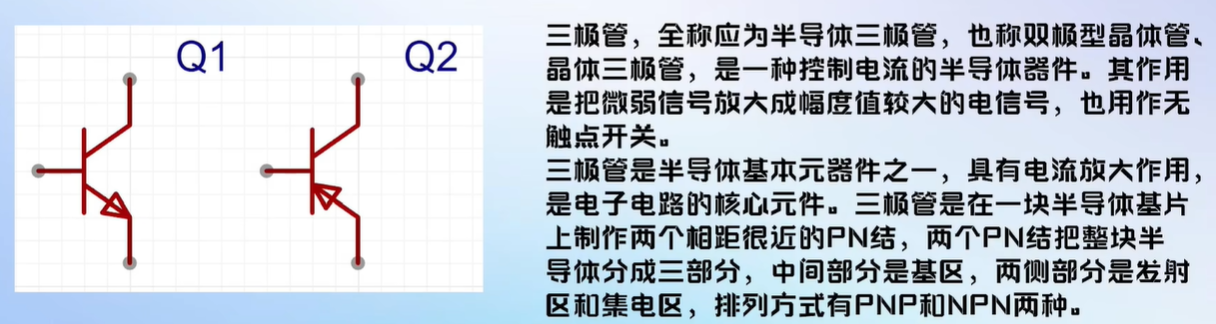 Q1
Q2
三极管，全称应为半导体三极管，也称双极型晶体管、
晶体三极管，是一种控制电流的半导体器件。其作用
是把微弱信号放大成幅度值较大的电信号，也用作无
触点开关。
三极管是半导体基本元器件之一，具有电流放大作用，
是电子电路的核心元件。三极管是在一块半导体基片
上制作两个相距很近的PN结，两个PN结把整块半
导体分成三部分，中间部分是基区，两侧部分是发射
区和集电区，排列方式有PNP和NPN两种。